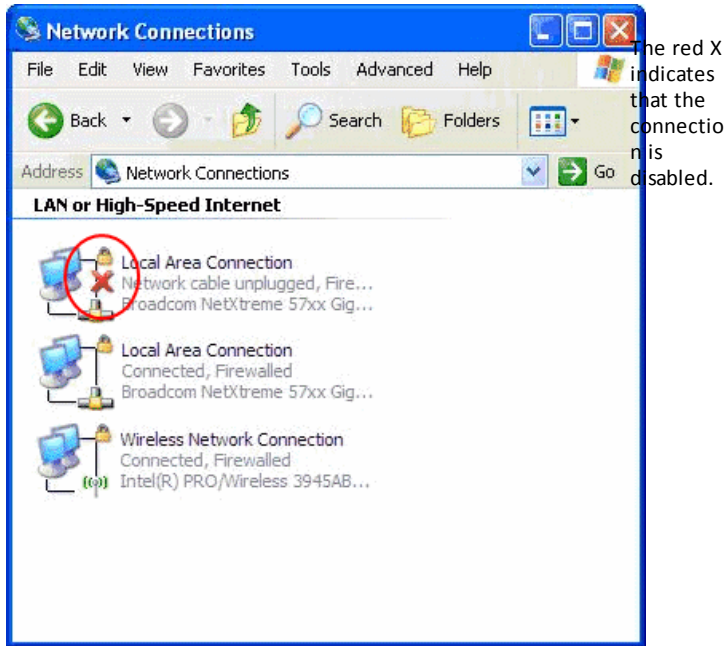 Network Connections
File Edit View Favorites Tools Advanced Help
Back Search Folders
Address Network Connections Go
LAN or High-Speed Internet
Local Area Connection
Network cable unplugged, Fire...
Broadcom NetXtreme 57xx Gig...
Local Area Connection
Connected, Firewalled
Broadcom NetXtreme 57xx Gig...
Wireless Network Connection
Connected, Firewalled
Intel(R) PRO/Wireless 3945AB...
The red X
indicates
that the
connectio
n is
disabled.